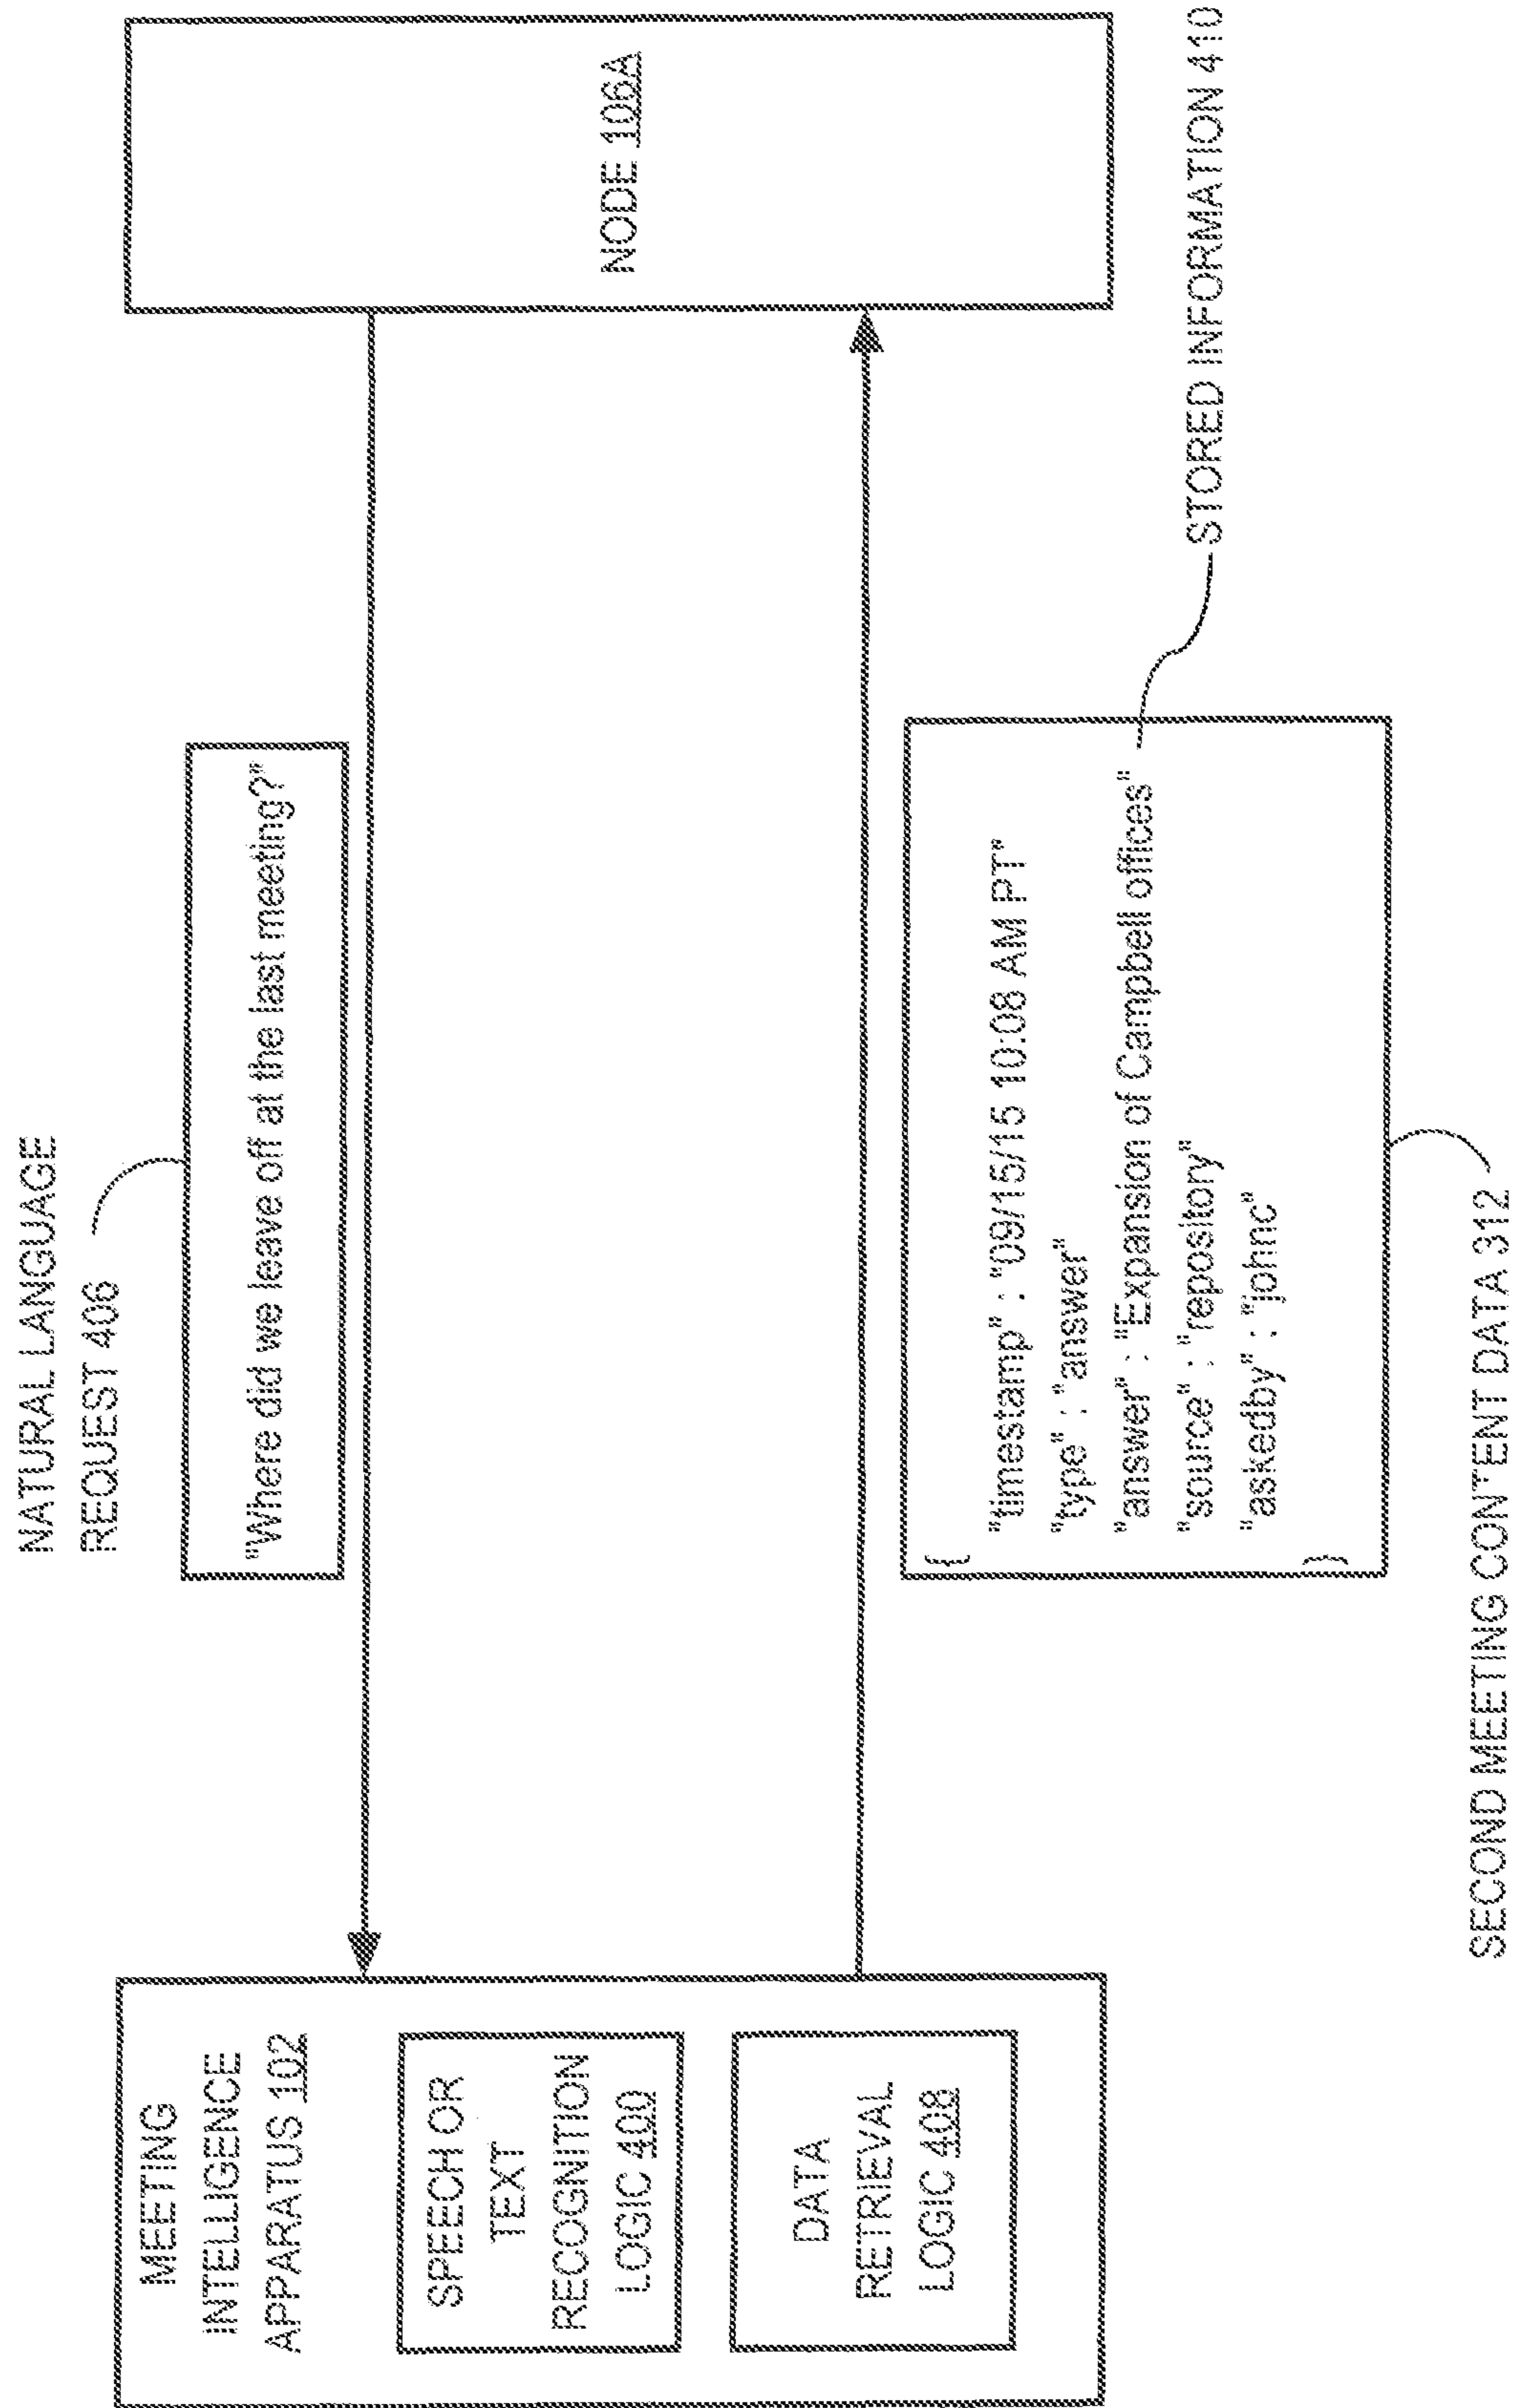 MEETING
INTELLIGENCE
APPARATUS 102
SPEECH OR
TEXT
RECOGNITION
LOGIC 400
DATA
RETRIEVAL
LOGIC 408
NATURAL LANGUAGE
REQUEST 406
"Where did we leave off at the last meeting?"
{
"timestamp" : "09/15/15 10:08 AM PT"
"type" : "answer"
"answer" : "Expansion of Campbell offices"
"source" : "repository"
"askedby" : "johnc"
}
SECOND MEETING CONTENT DATA 312
STORED INFORMATION 410
NODE 106A